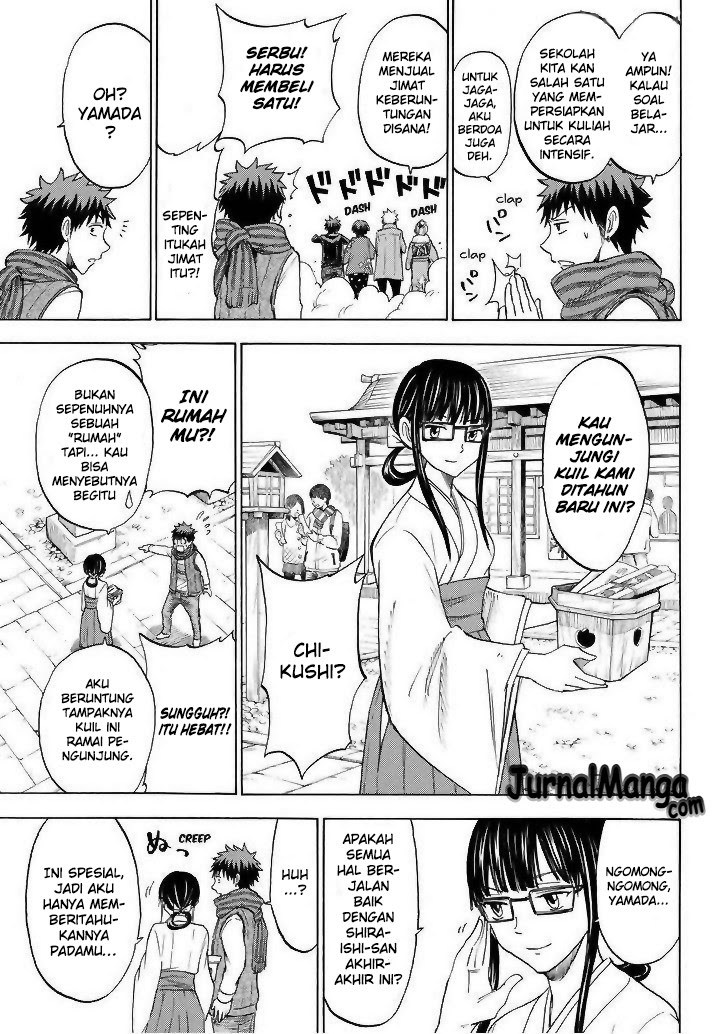 YA
AMPUN! KALAU
SOAL
BELA-
JAR...
SEKOLAH
KITA KAN
SALAH SATU
YANG MEM-
PERSIAPKAN
UNTUK KULIAH
SECARA
INTENSIF.
UNTUK
JAGA-
JAGA, AKU
BERDOA
JUGA
DEH.
clap
clap
パン
パン
MEREKA
MENJUAL
JIMAT
KEBERUN-
TUNGAN
DISANA!
SERBU!
HARUS
MEMBELI
SATU!
ドドドドド
DASH
DASH
SEPEN-
TING
ITUKAH
JIMAT
ITU?!
OH?
YAMADA
?
KAU
MENGUN-
JUNGI
KUIL KAMI
DITAHUN
BARU INI?
CHI-
KUSHI?
INI
RUMAH
MU?!
BUKAN
SEPENUHNYA
SEBUAH
"RUMAH"
TAPI... KAU
BISA
MENYEBUTNYA
BEGITU
SUNGGUH?!
ITU HEBAT!!
AKU
BERUNTUNG
TAMPAKNYA
KUIL INI
RAMAI PE-
NGUNJUNG.
JurnalManga
.com
NGOMONG-
NGOMONG,
YAMADA...
APAKAH
SEMUA
HAL BER-
JALAN
BAIK
DENGAN
SHIRA-
ISHI-SAN
AKHIR-
AKHIR INI?
HUH
...?
ぬっ
CREEP
INI SPESIAL,
JADI AKU
HANYA MEM-
BERITAHU-
KANNYA
PADAMU...